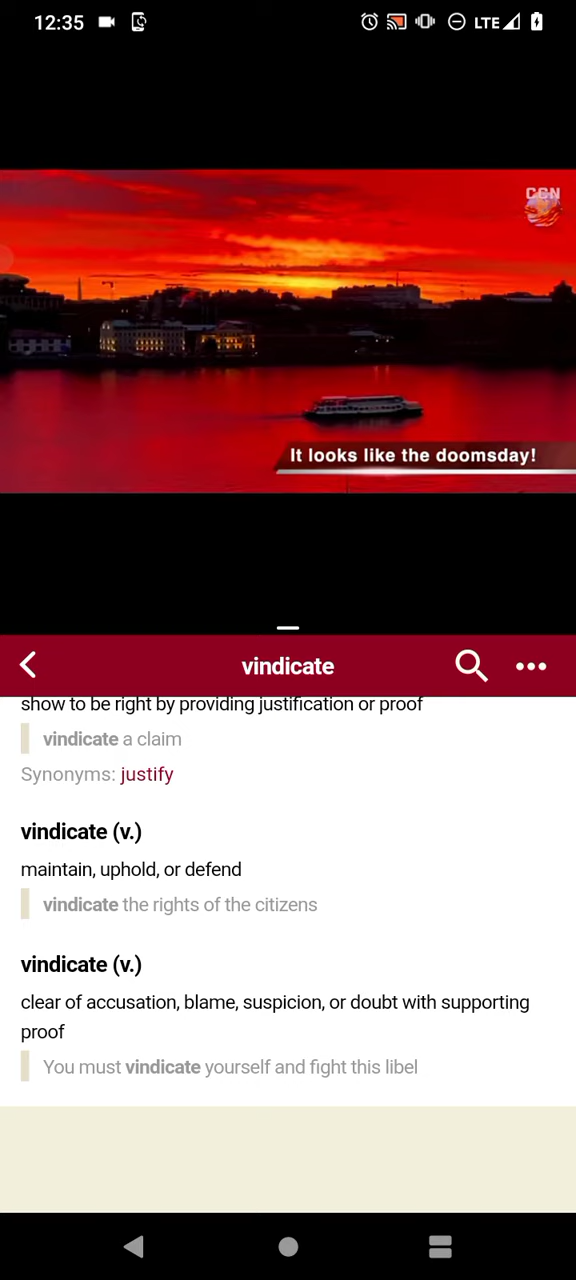 12:35
LTE
CGN
It looks like the doomsday!
vindicate
show to be right by providing justification or proof
vindicate a claim
Synonyms: justify
vindicate (v.)
maintain, uphold, or defend
vindicate the rights of the citizens
vindicate (v.)
clear of accusation, blame, suspicion, or doubt with supporting
proof
You must vindicate yourself and fight this libel